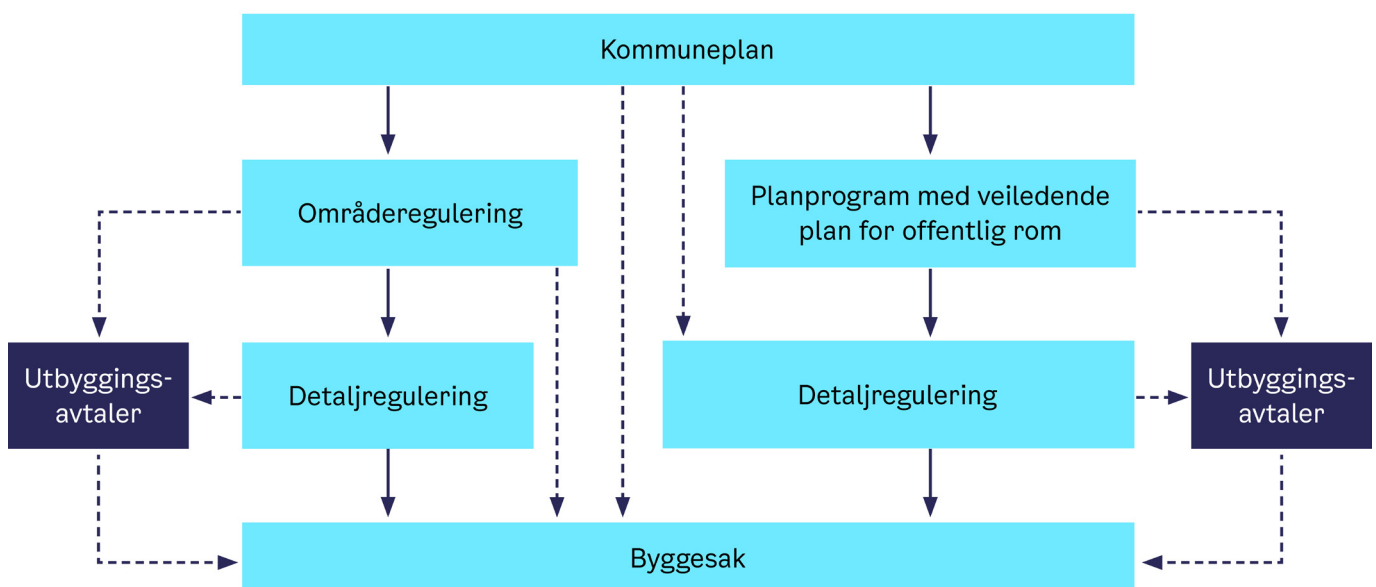 Kommuneplan
Områderegulering
Planprogram med veiledende
plan for offentlig rom
Utbyggings-
avtaler
Detaljregulering
Detaljregulering
Utbyggings-
avtaler
Byggesak